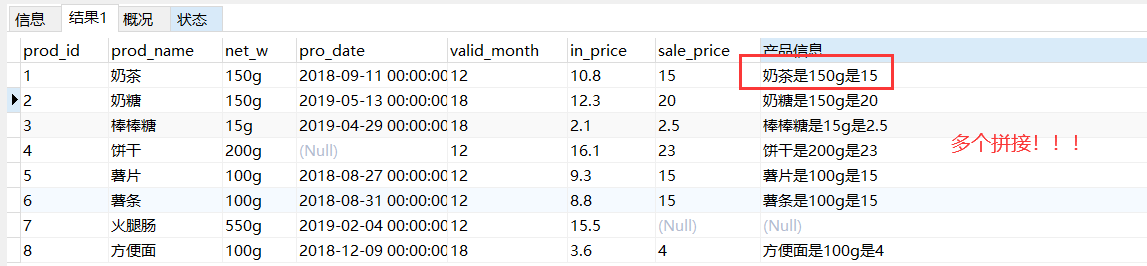 信息 结果1 概况 状态
prod_id prod_name net_w pro_date valid_month in_price sale_price 产品信息
1 奶茶 150g 2018-09-11 00:00:00 12 10.8 15 奶茶是150g是15
2 奶糖 150g 2019-05-13 00:00:00 18 12.3 20 奶糖是150g是20
3 棒棒糖 15g 2019-04-29 00:00:00 18 2.1 2.5 棒棒糖是15g是2.5
4 饼干 200g (Null) 12 16.1 23 饼干是200g是23
多个拼接！！！
5 薯片 100g 2018-08-27 00:00:00 12 9.3 15 薯片是100g是15
6 薯条 100g 2018-08-31 00:00:00 12 8.8 15 薯条是100g是15
7 火腿肠 550g 2019-02-04 00:00:00 12 15.5 (Null) (Null)
8 方便面 100g 2018-12-09 00:00:00 18 3.6 4 方便面是100g是4